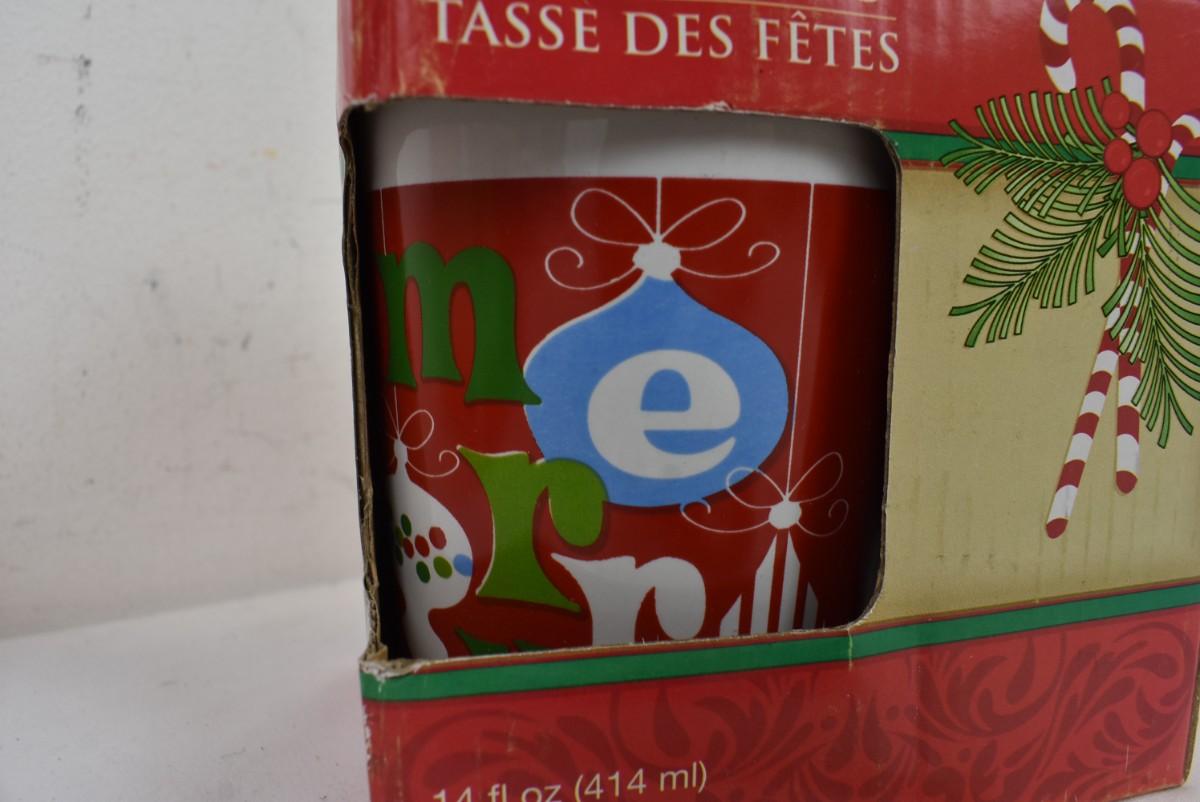 TASSE DES FÊTES
m
e
r
r
14 fl oz (414 ml)